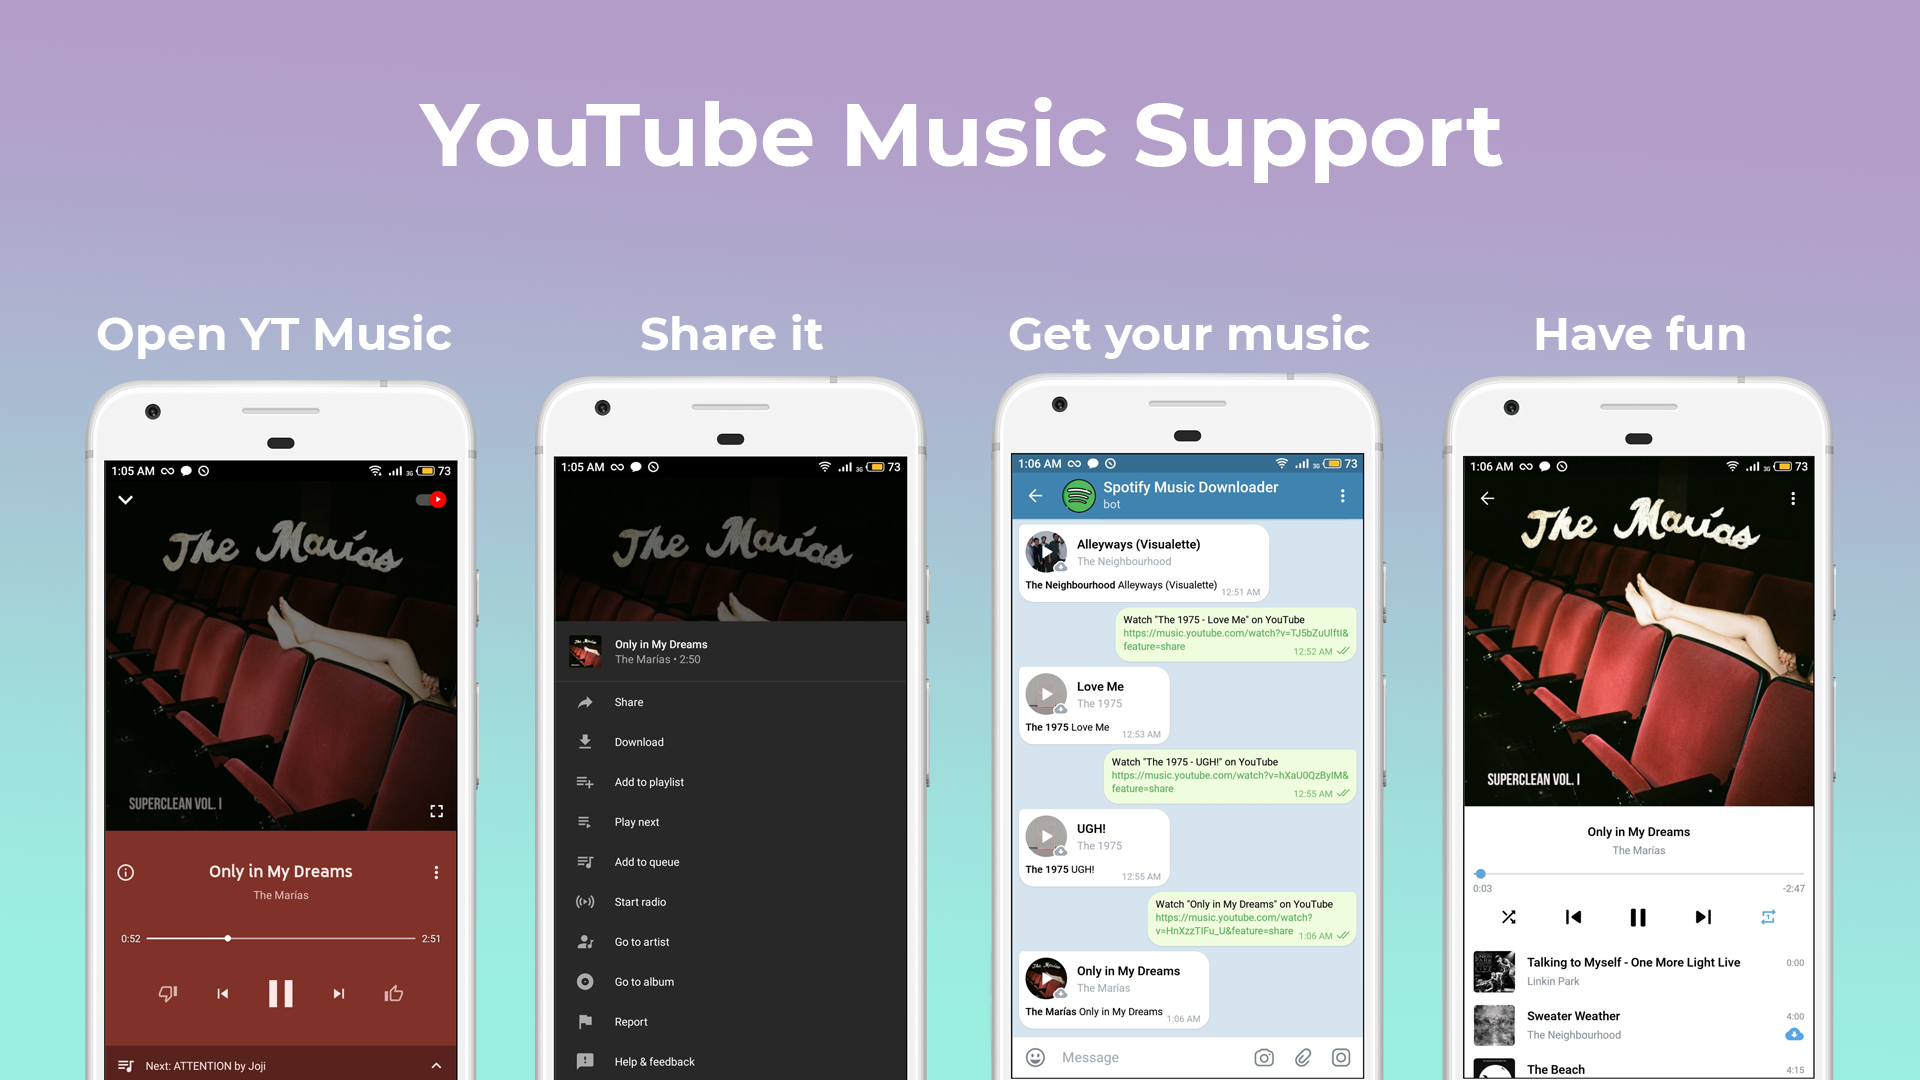 YouTube Music Support
Open YT Music
Share it
Get your music
Have fun
1:05 AM
3G
73
The Marías
SUPERCLEAN VOL. I
Only in My Dreams
The Marías
0:52
2:51
Next: ATTENTION by Joji
1:05 AM
3G
73
The Marías
Only in My Dreams
The Marías • 2:50
Share
Download
Add to playlist
Play next
Add to queue
Start radio
Go to artist
Go to album
Report
Help & feedback
1:06 AM
3G
73
Spotify Music Downloader
bot
Alleyways (Visualette)
The Neighbourhood
The Neighbourhood Alleyways (Visualette)
12:51 AM
Watch "The 1975 - Love Me" on YouTube
https://music.youtube.com/watch?v=TJ5bZuUlftI&
feature=share
12:52 AM
Love Me
The 1975
The 1975 Love Me
12:53 AM
Watch "The 1975 - UGH!" on YouTube
https://music.youtube.com/watch?v=hXaU0QzByIM&
feature=share
12:55 AM
UGH!
The 1975
The 1975 UGH!
12:55 AM
Watch "Only in My Dreams" on YouTube
https://music.youtube.com/watch?
v=HnXzzTIFu_U&feature=share
1:06 AM
Only in My Dreams
The Marías
The Marías Only in My Dreams
1:06 AM
Message
1:06 AM
3G
73
The Marías
SUPERCLEAN VOL. I
Only in My Dreams
The Marías
0:03
-2:47
Talking to Myself - One More Light Live
0:00
Linkin Park
Sweater Weather
4:00
The Neighbourhood
The Beach
4:15